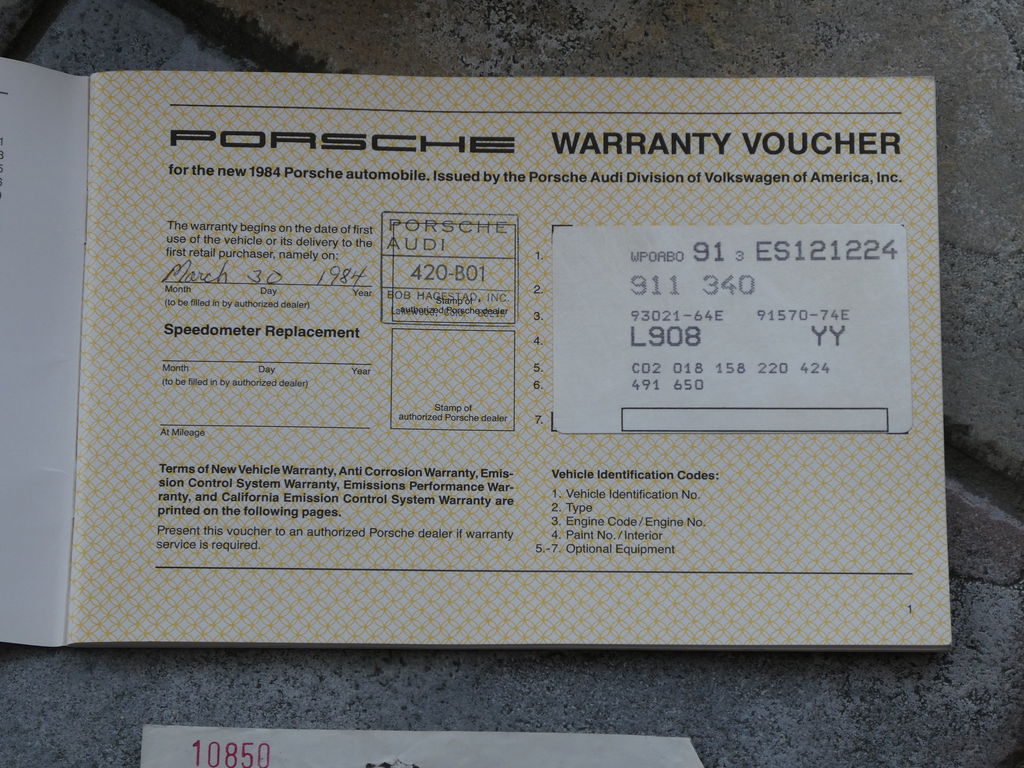 PORSCHE WARRANTY VOUCHER
for the new 1984 Porsche automobile. Issued by the Porsche Audi Division of Volkswagen of America, Inc.
The warranty begins on the date of first
use of the vehicle or its delivery to the
first retail purchaser, namely on:
March 30 1984
Month Day Year
(to be filled in by authorized dealer)
PORSCHE
AUDI
420-B01
BOB HAGESTAD, INC.
Stamp of
authorized Porsche dealer
Speedometer Replacement
Month Day Year
(to be filled in by authorized dealer)
At Mileage
Stamp of
authorized Porsche dealer
1. WPOABO 91 3 ES121224
2. 911 340
3. 93021-64E 91570-74E
4. L908 YY
5. C02 018 158 220 424
6. 491 650
7.
Terms of New Vehicle Warranty, Anti Corrosion Warranty, Emis-
sion Control System Warranty, Emissions Performance War-
ranty, and California Emission Control System Warranty are
printed on the following pages.
Present this voucher to an authorized Porsche dealer if warranty
service is required.
Vehicle Identification Codes:
1. Vehicle Identification No.
2. Type
3. Engine Code/Engine No.
4. Paint No./Interior
5.-7. Optional Equipment
1
10850